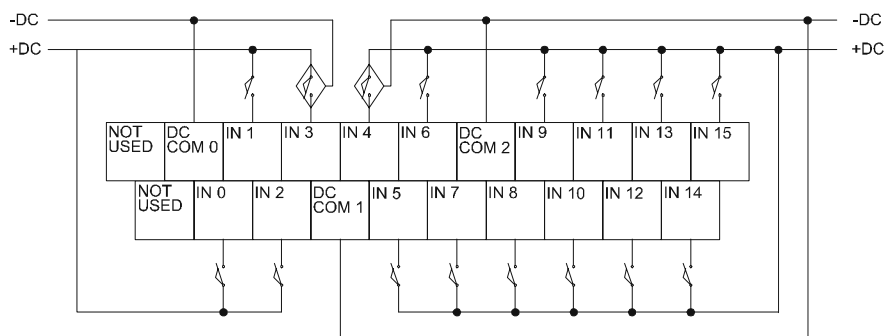 -DC
-DC
+DC
+DC
NOT
USED
DC
COM 0
IN 1
IN 3
IN 4
IN 6
DC
COM 2
IN 9
IN 11
IN 13
IN 15
NOT
USED
IN 0
IN 2
DC
COM 1
IN 5
IN 7
IN 8
IN 10
IN 12
IN 14